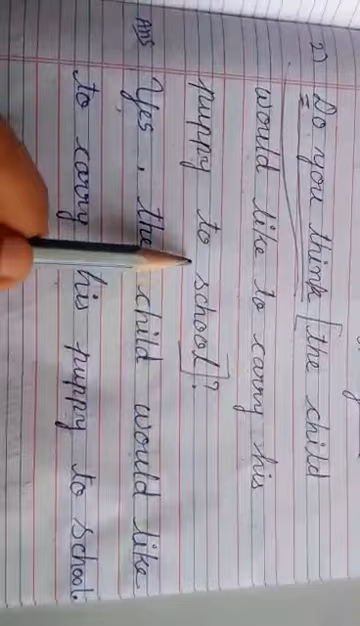 2) Do you think [the child
would like to carry his
puppy to school]?
Ans Yes, the child would like
to carry his puppy to school.